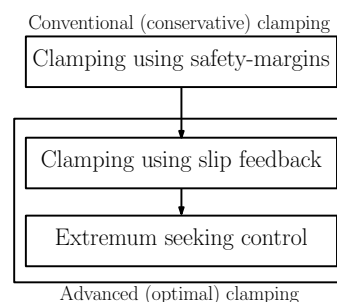 Conventional (conservative) clamping
Clamping using safety-margins
Clamping using slip feedback
Extremum seeking control
Advanced (optimal) clamping